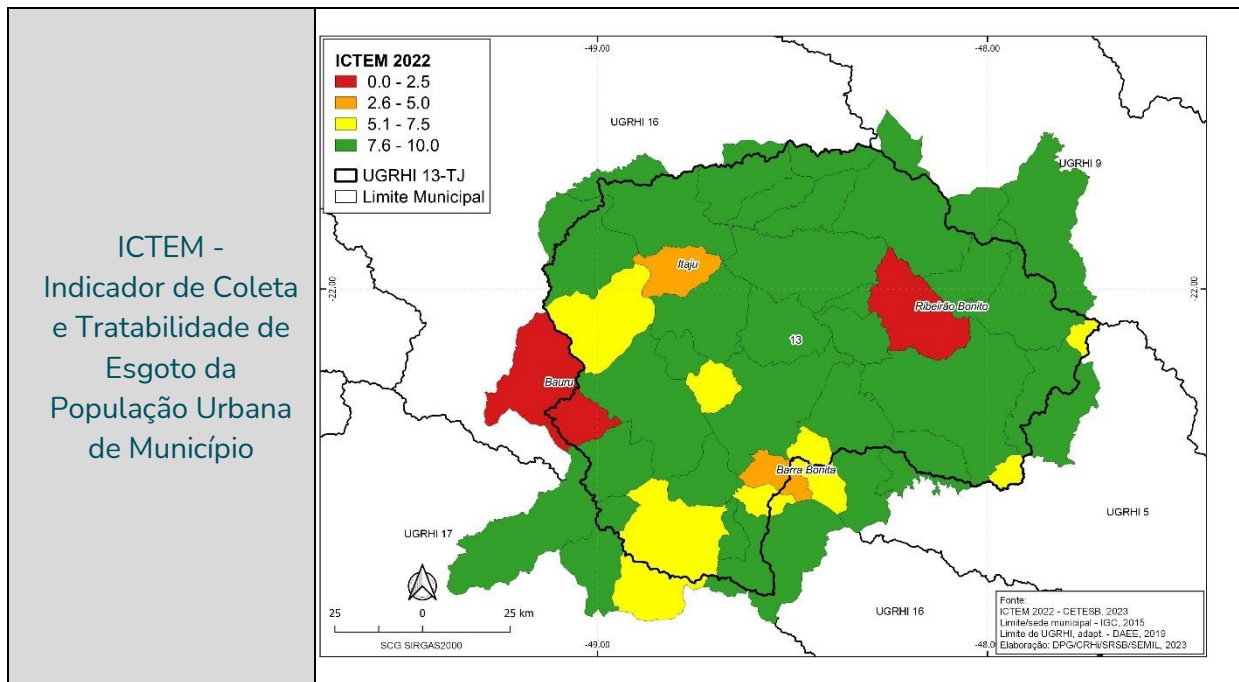 ICTEM -
Indicador de Coleta
e Tratabilidade de
Esgoto da
População Urbana
de Município
ICTEM 2022
0.0 - 2.5
2.6 - 5.0
5.1 - 7.5
7.6 - 10.0
UGRHI 13-TJ
Limite Municipal
-49.00
-48.00
UGRHI 16
UGRHI 9
Itaju
-22.00
-22.00
Ribeirão Bonito
13
Bauru
Barra Bonita
UGRHI 5
UGRHI 17
UGRHI 16
25
0
25 km
SCG SIRGAS2000
-49.00
-48.00
Fonte:
ICTEM 2022 - CETESB, 2023
Limite/sede municipal - IGC, 2015
Limite de UGRHI, adapt. - DAEE, 2019
Elaboração: DPG/CRHi/SRSB/SEMIL, 2023